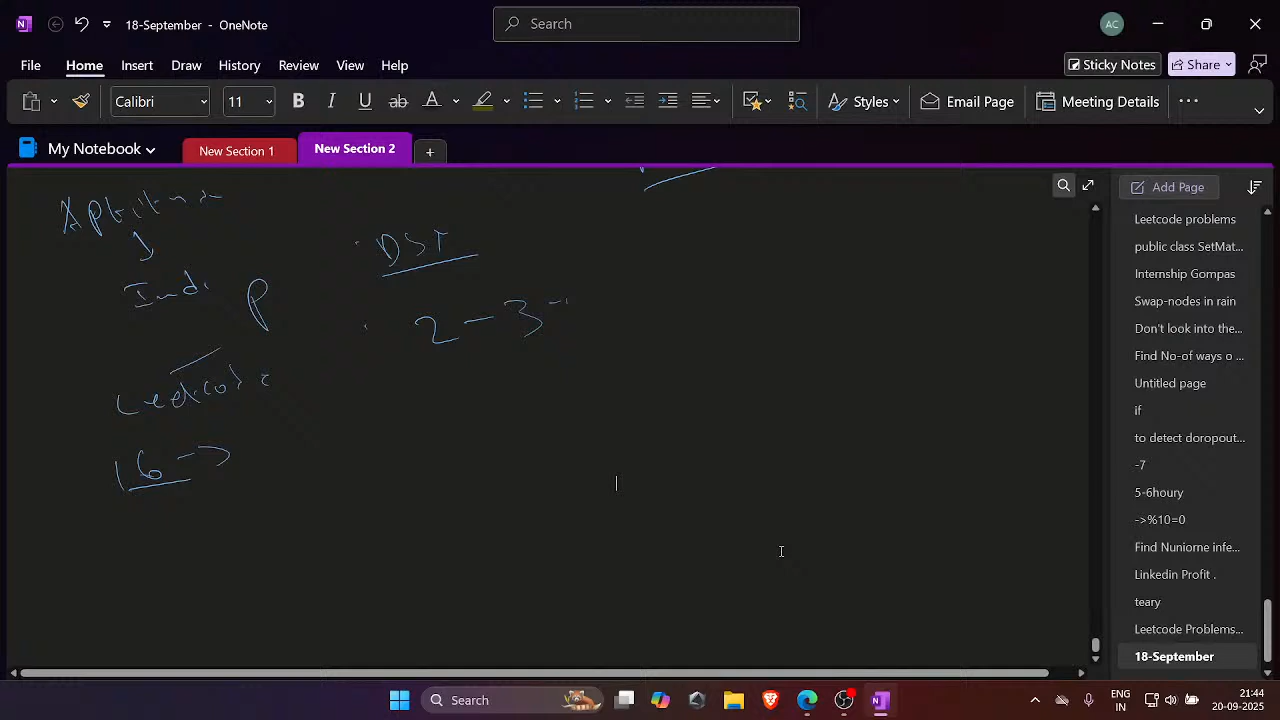 18-September - OneNote
Search
AC
File Home Insert Draw History Review View Help
Sticky Notes
Share
Calibri 11 B I U ab A
Styles Email Page Meeting Details
My Notebook New Section 1 New Section 2 +
Add Page
Leetcode problems
public class SetMat...
Internship Gompas
Swap-nodes in rain
Don't look into the...
Find No-of ways o ...
Untitled page
if
to detect doropout...
-7
5-6houry
->%10=0
Find Nuniorne infe...
Linkedin Profit .
teary
Leetcode Problems...
18-September
Indi P
2 - 3
16 ->
Search
ENG
IN
21:44
20-09-2025